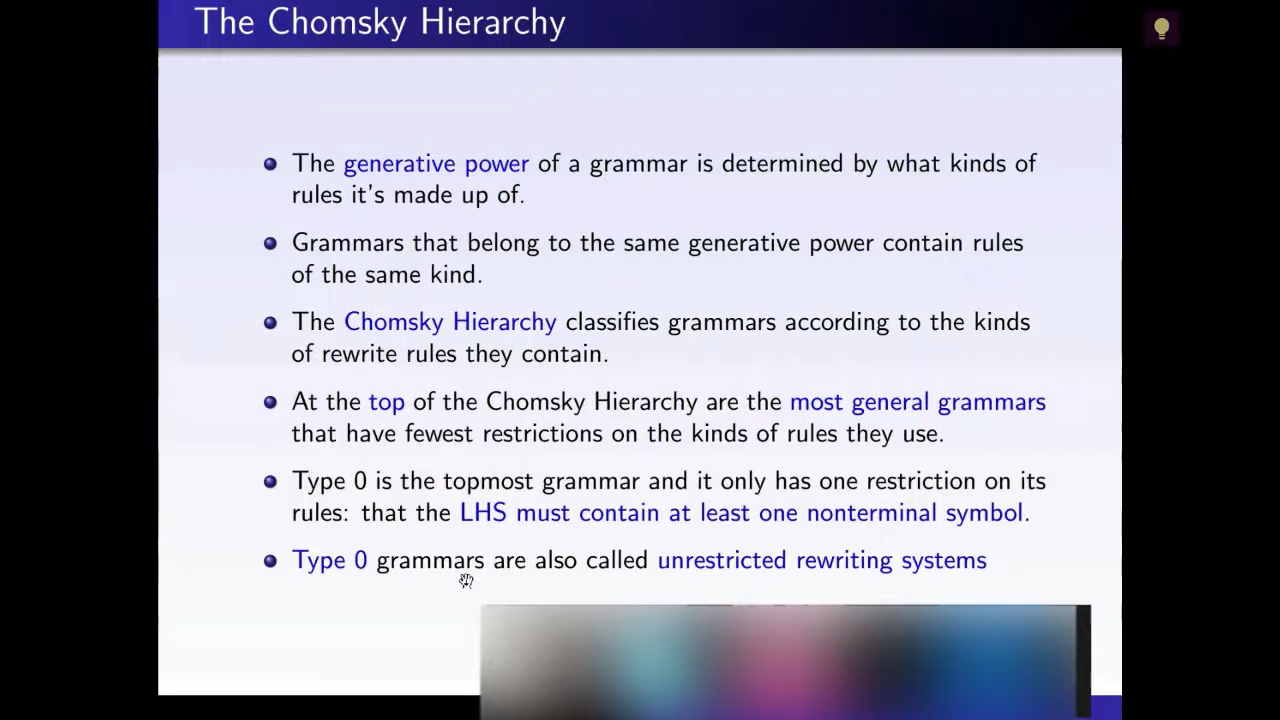 The Chomsky Hierarchy
The generative power of a grammar is determined by what kinds of
rules it's made up of.
Grammars that belong to the same generative power contain rules
of the same kind.
The Chomsky Hierarchy classifies grammars according to the kinds
of rewrite rules they contain.
At the top of the Chomsky Hierarchy are the most general grammars
that have fewest restrictions on the kinds of rules they use.
Type 0 is the topmost grammar and it only has one restriction on its
rules: that the LHS must contain at least one nonterminal symbol.
Type 0 grammars are also called unrestricted rewriting systems